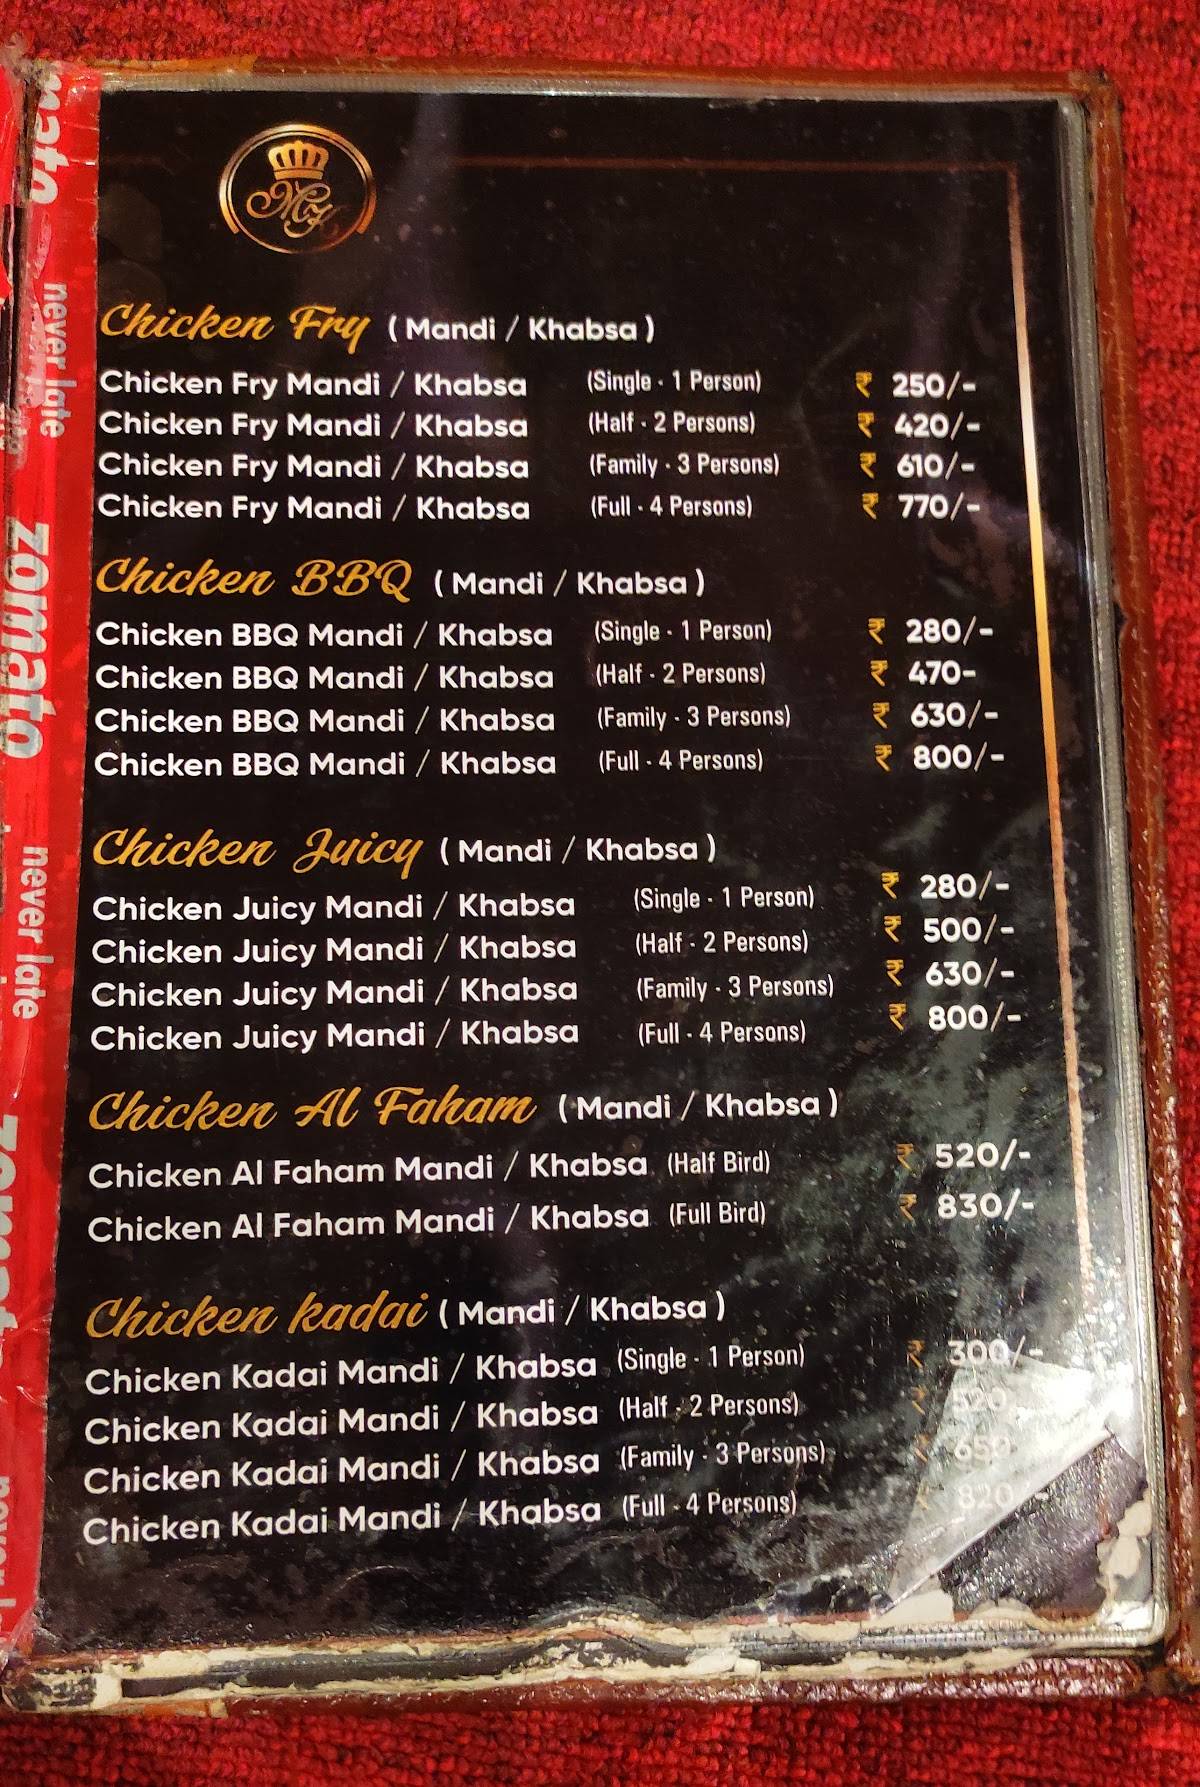 MK
Chicken Fry ( Mandi / Khabsa )
Chicken Fry Mandi / Khabsa (Single - 1 Person) ₹ 250/-
Chicken Fry Mandi / Khabsa (Half - 2 Persons) ₹ 420/-
Chicken Fry Mandi / Khabsa (Family - 3 Persons) ₹ 610/-
Chicken Fry Mandi / Khabsa (Full - 4 Persons) ₹ 770/-
Chicken BBQ ( Mandi / Khabsa )
Chicken BBQ Mandi / Khabsa (Single - 1 Person) ₹ 280/-
Chicken BBQ Mandi / Khabsa (Half - 2 Persons) ₹ 470-
Chicken BBQ Mandi / Khabsa (Family - 3 Persons) ₹ 630/-
Chicken BBQ Mandi / Khabsa (Full - 4 Persons) ₹ 800/-
Chicken Juicy ( Mandi / Khabsa )
Chicken Juicy Mandi / Khabsa (Single - 1 Person) ₹ 280/-
Chicken Juicy Mandi / Khabsa (Half - 2 Persons) ₹ 500/-
Chicken Juicy Mandi / Khabsa (Family - 3 Persons) ₹ 630/-
Chicken Juicy Mandi / Khabsa (Full - 4 Persons) ₹ 800/-
Chicken Al Faham ( Mandi / Khabsa )
Chicken Al Faham Mandi / Khabsa (Half Bird) ₹ 520/-
Chicken Al Faham Mandi / Khabsa (Full Bird) ₹ 830/-
Chicken kadai ( Mandi / Khabsa )
Chicken Kadai Mandi / Khabsa (Single - 1 Person) ₹ 300/-
Chicken Kadai Mandi / Khabsa (Half - 2 Persons) ₹ 520
Chicken Kadai Mandi / Khabsa (Family - 3 Persons) ₹ 650
Chicken Kadai Mandi / Khabsa (Full - 4 Persons) ₹ 820
never late
zomato
never late